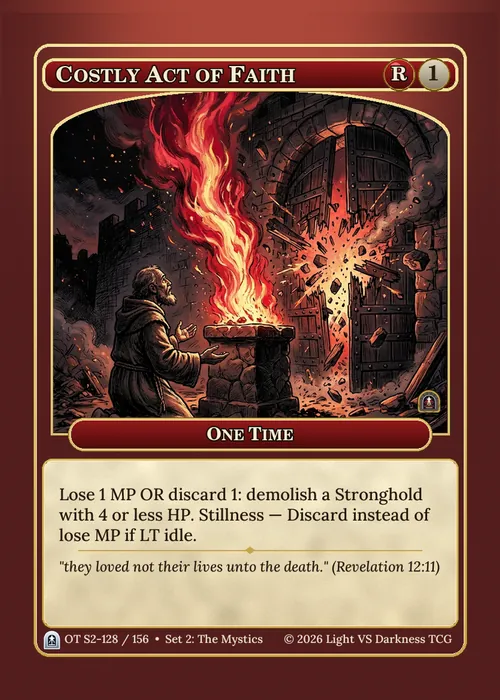 Costly Act of Faith R 1
One Time
Lose 1 MP OR discard 1: demolish a Stronghold
with 4 or less HP. Stillness — Discard instead of
lose MP if LT idle.
"they loved not their lives unto the death." (Revelation 12:11)
OT S2-128 / 156 • Set 2: The Mystics © 2026 Light VS Darkness TCG